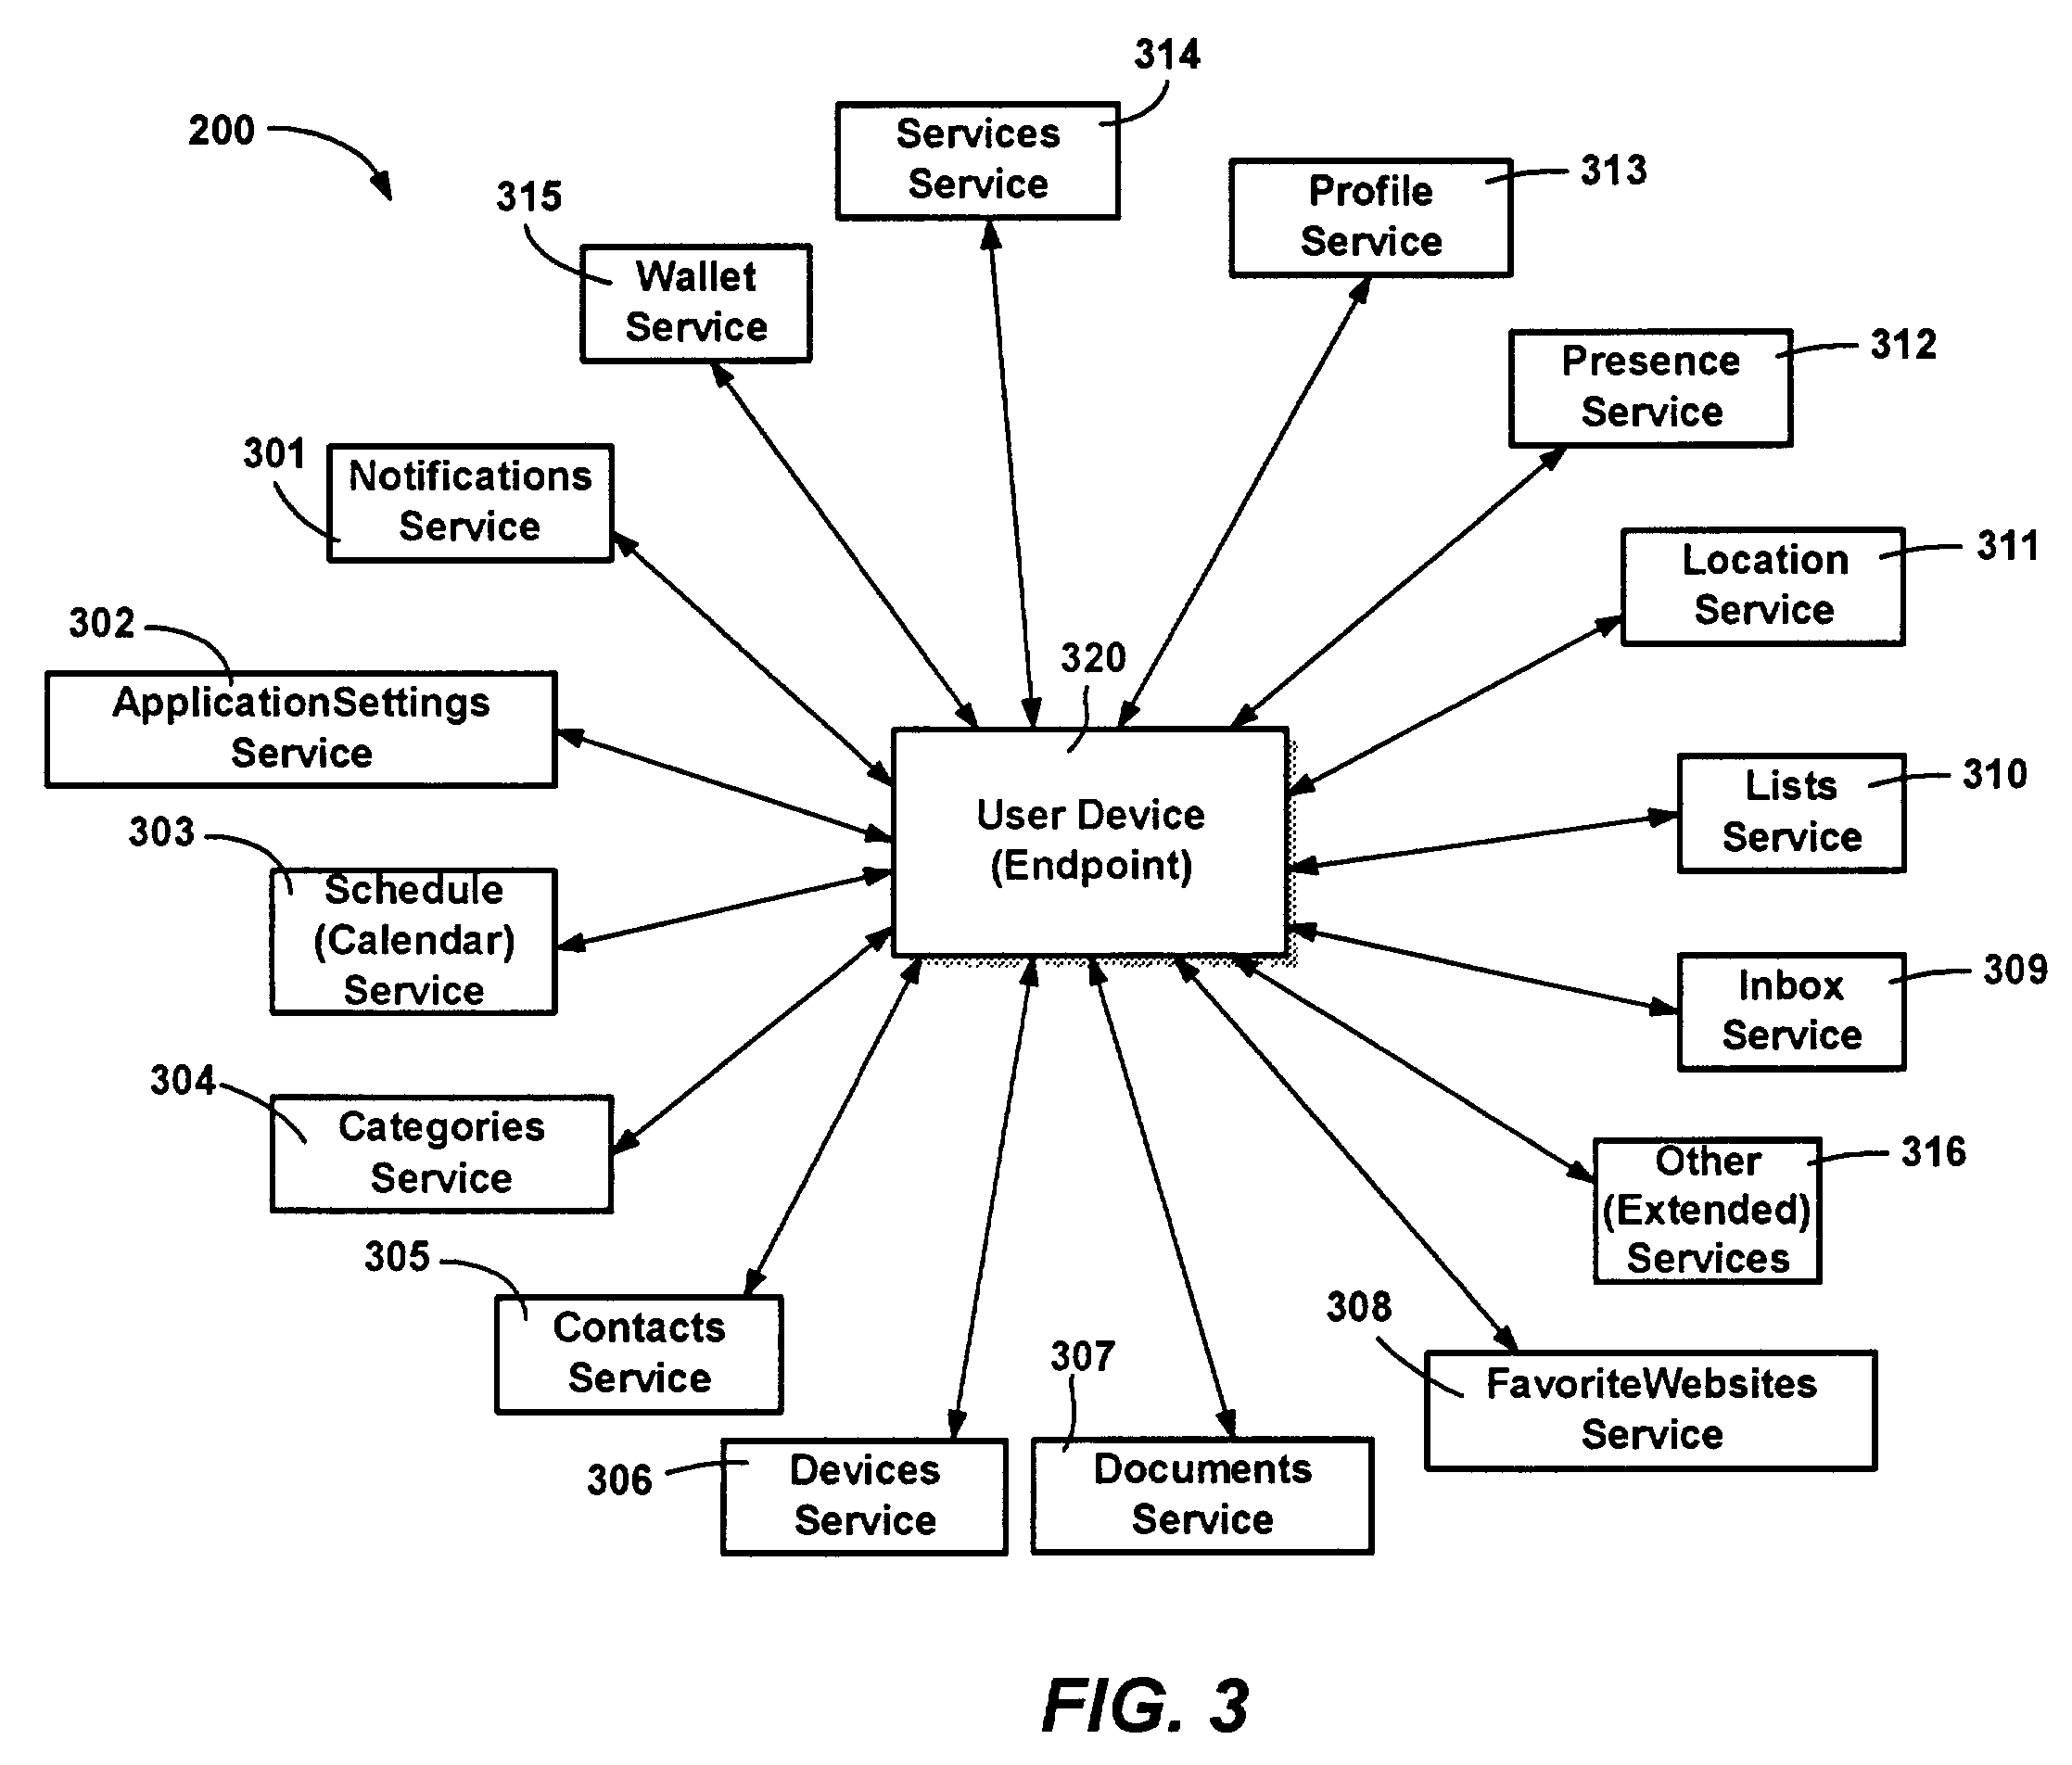 314
Services
Service
200
313
Profile
Service
315
Wallet
Service
312
Presence
Service
301
Notifications
Service
311
Location
Service
302
ApplicationSettings
Service
320
User Device
(Endpoint)
310
Lists
Service
303
Schedule
(Calendar)
Service
309
Inbox
Service
304
Categories
Service
316
Other
(Extended)
Services
305
Contacts
Service
308
FavoriteWebsites
Service
307
Documents
Service
306
Devices
Service
FIG. 3